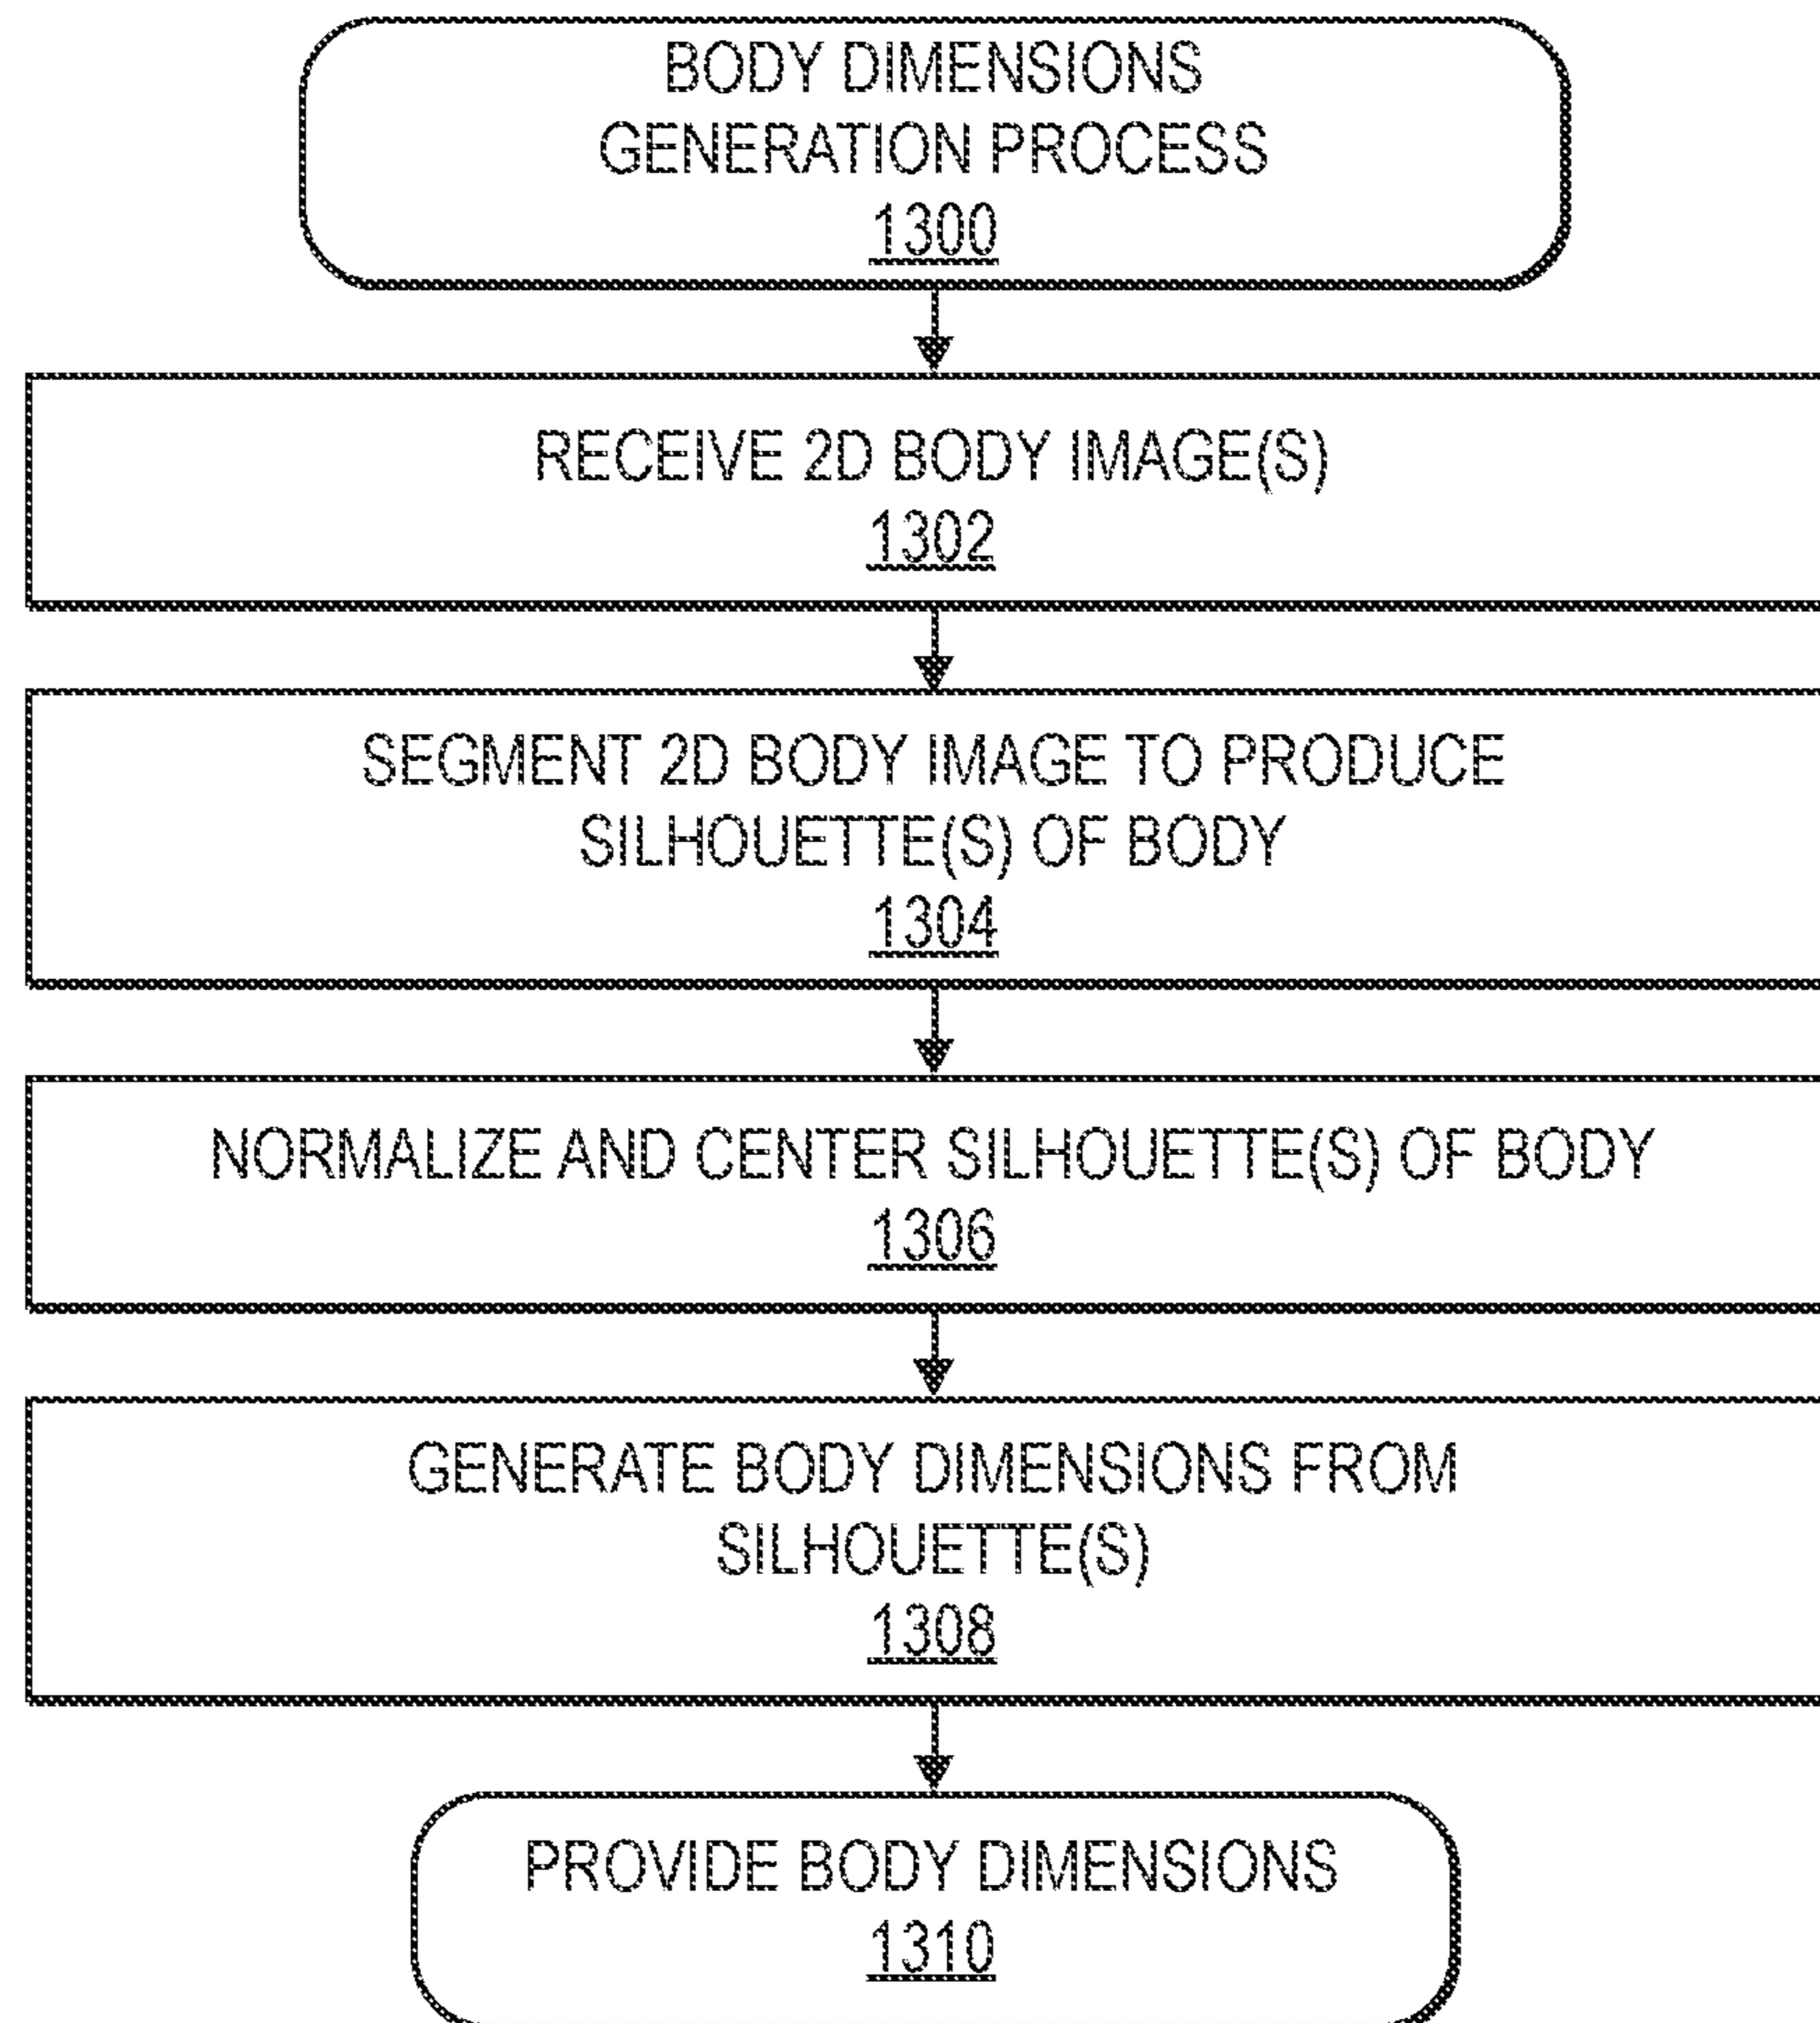 BODY DIMENSIONS
GENERATION PROCESS
1300
RECEIVE 2D BODY IMAGE(S)
1302
SEGMENT 2D BODY IMAGE TO PRODUCE
SILHOUETTE(S) OF BODY
1304
NORMALIZE AND CENTER SILHOUETTE(S) OF BODY
1306
GENERATE BODY DIMENSIONS FROM
SILHOUETTE(S)
1308
PROVIDE BODY DIMENSIONS
1310